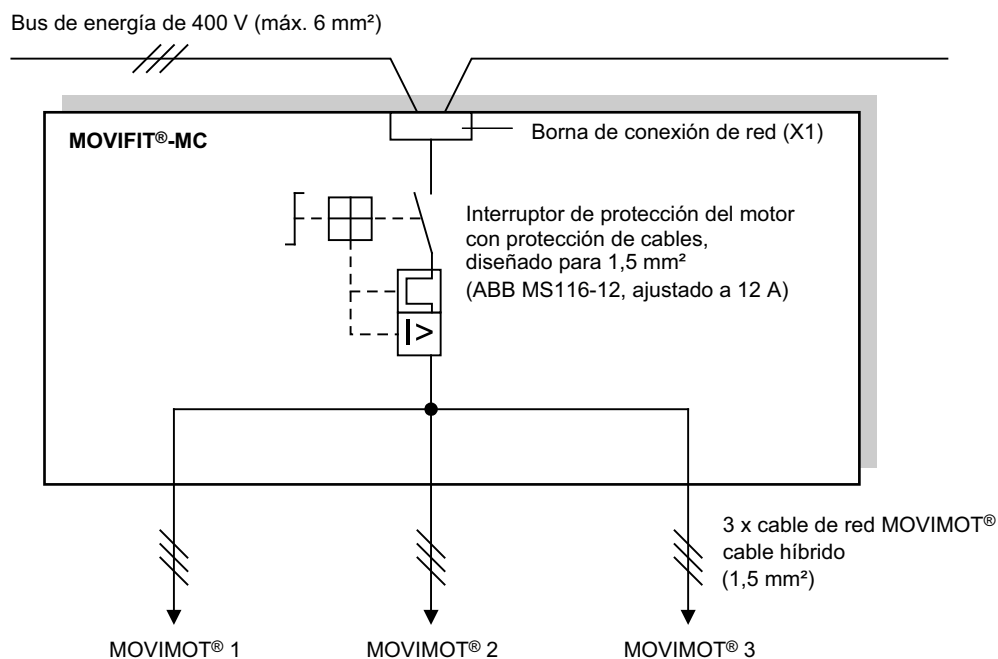 Bus de energía de 400 V (máx. 6 mm²)
MOVIFIT®-MC
Borna de conexión de red (X1)
Interruptor de protección del motor
con protección de cables,
diseñado para 1,5 mm²
(ABB MS116-12, ajustado a 12 A)
I>
3 x cable de red MOVIMOT®
cable híbrido
(1,5 mm²)
MOVIMOT® 1
MOVIMOT® 2
MOVIMOT® 3